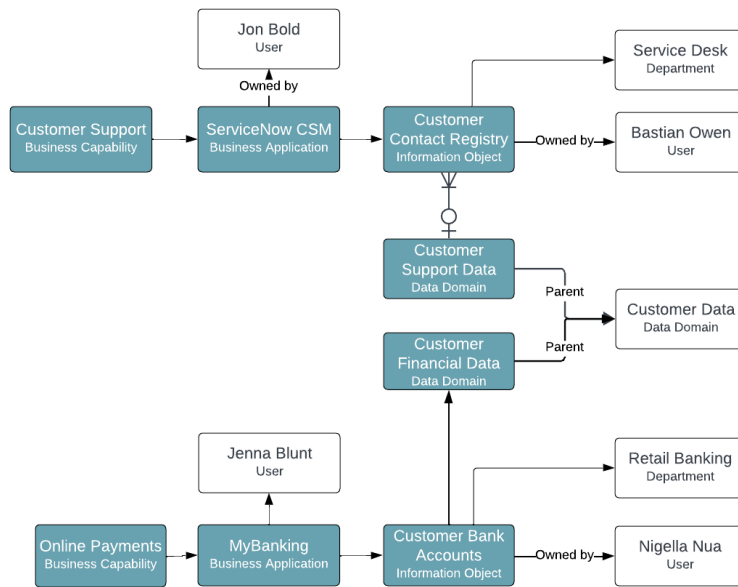 Jon Bold
User
Service Desk
Department
Owned by
Customer Support
Business Capability
ServiceNow CSM
Business Application
Customer
Contact Registry
Information Object
Owned by
Bastian Owen
User
Customer
Support Data
Data Domain
Parent
Customer Data
Data Domain
Parent
Customer
Financial Data
Data Domain
Jenna Blunt
User
Retail Banking
Department
Online Payments
Business Capability
MyBanking
Business Application
Customer Bank
Accounts
Information Object
Owned by
Nigella Nua
User